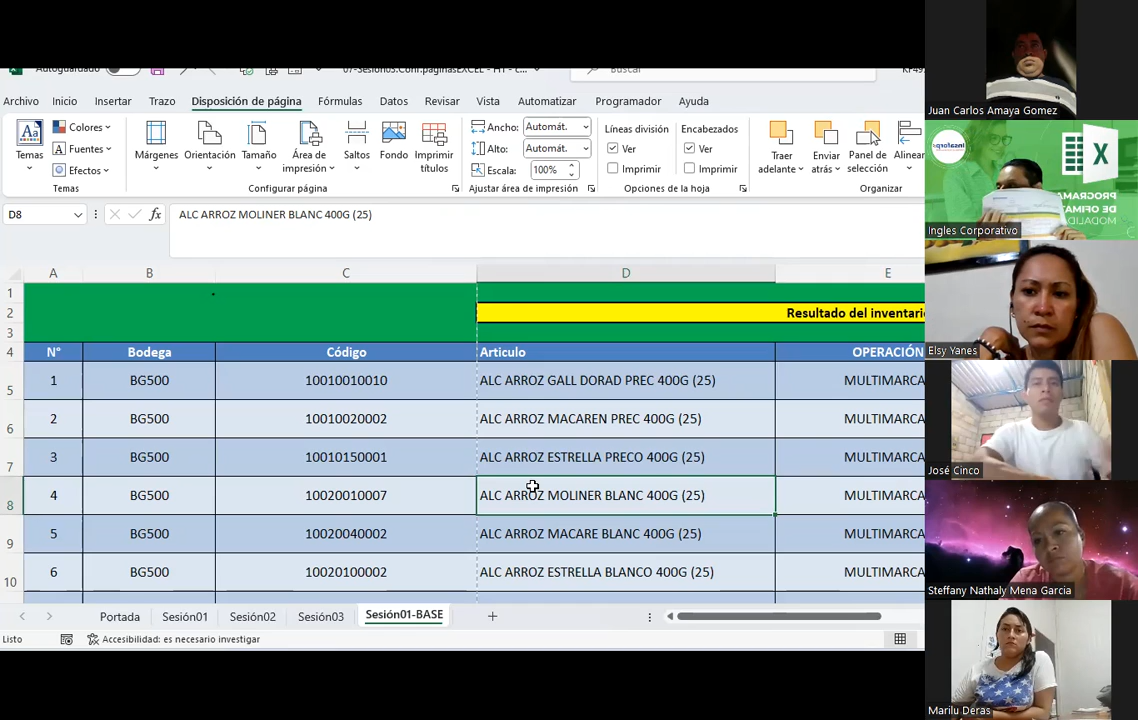 Autoguardado
07-Sesión03.Conf.páginasEXCEL - HT - c...
Buscar
Archivo Inicio Insertar Trazo Disposición de página Fórmulas Datos Revisar Vista Automatizar Programador Ayuda
Temas
Colores
Fuentes
Efectos
Márgenes
Orientación
Tamaño
Área de impresión
Saltos
Fondo
Imprimir títulos
Ancho: Automát.
Alto: Automát.
Escala: 100%
Líneas división
Ver
Imprimir
Encabezados
Ver
Imprimir
Traer adelante
Enviar atrás
Panel de selección
Alinear
Temas Configurar página Ajustar área de impresión Opciones de la hoja Organizar
D8 fx ALC ARROZ MOLINER BLANC 400G (25)
A B C D E
1
2 Resultado del inventari
3
4 N° Bodega Código Articulo OPERACIÓN
5 1 BG500 10010010010 ALC ARROZ GALL DORAD PREC 400G (25) MULTIMARCA
6 2 BG500 10010020002 ALC ARROZ MACAREN PREC 400G (25) MULTIMARCA
7 3 BG500 10010150001 ALC ARROZ ESTRELLA PRECO 400G (25) MULTIMARCA
8 4 BG500 10020010007 ALC ARROZ MOLINER BLANC 400G (25) MULTIMARCA
9 5 BG500 10020040002 ALC ARROZ MACARE BLANC 400G (25) MULTIMARCA
10 6 BG500 10020100002 ALC ARROZ ESTRELLA BLANCO 400G (25) MULTIMARCA
Portada Sesión01 Sesión02 Sesión03 Sesión01-BASE
Listo Accesibilidad: es necesario investigar
Juan Carlos Amaya Gomez
X
PROGRAMA
DE OFIMAT
MODALID
Ingles Corporativo
Elsy Yanes
José Cinco
Steffany Nathaly Mena Garcia
Marilu Deras